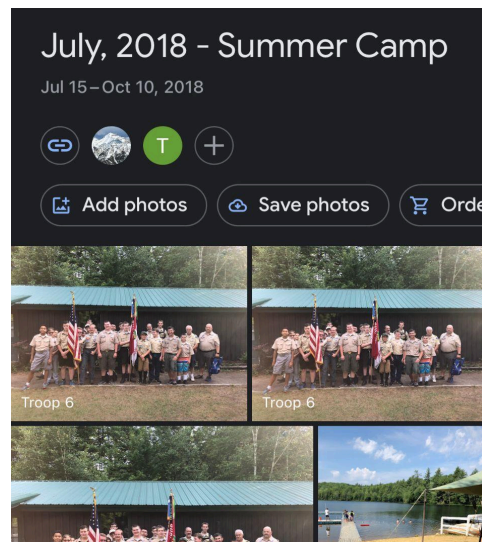 July, 2018 - Summer Camp
Jul 15–Oct 10, 2018
T
Add photos
Save photos
Orde
Troop 6
Troop 6